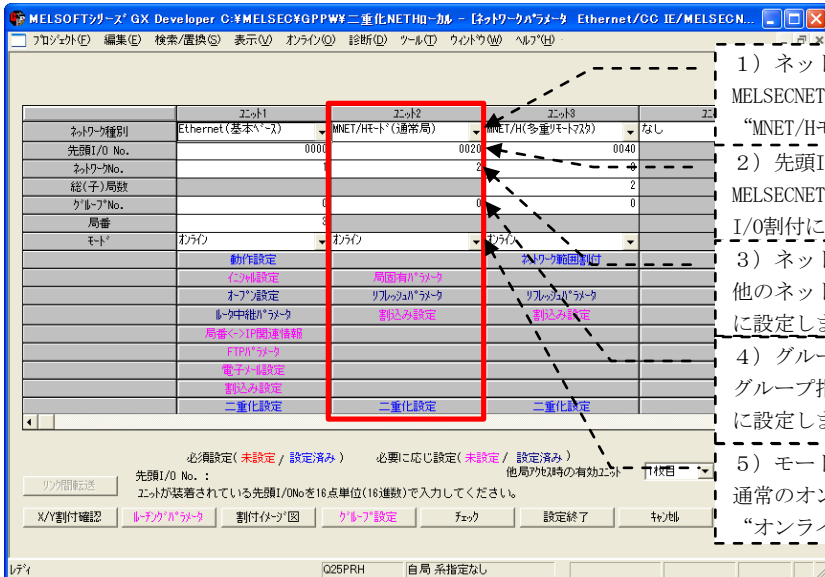 MELSOFTｼﾘｰｽﾞ GX Developer C:¥MELSEC¥GPPW¥二重化NETHﾛｰｶﾙ - [ﾈｯﾄﾜｰｸﾊﾟﾗﾒｰﾀ Ethernet/CC IE/MELSECN...
ﾌﾟﾛｼﾞｪｸﾄ(F) 編集(E) 検索/置換(S) 表示(V) ｵﾝﾗｲﾝ(O) 診断(D) ﾂｰﾙ(T) ｳｨﾝﾄﾞｳ(W) ﾍﾙﾌﾟ(H)
ﾕﾆｯﾄ1 ﾕﾆｯﾄ2 ﾕﾆｯﾄ3
ﾈｯﾄﾜｰｸ種別 Ethernet(基本ﾍﾞｰｽ) MNET/Hﾓｰﾄﾞ(通常局) MNET/H(多重ﾘﾓｰﾄﾏｽﾀ) なし
先頭I/O No. 0000 0020 0040
ﾈｯﾄﾜｰｸNo. 1 2 3
総(子)局数 2
ｸﾞﾙｰﾌﾟNo. 0 0 0
局番 3
ﾓｰﾄﾞ ｵﾝﾗｲﾝ ｵﾝﾗｲﾝ ｵﾝﾗｲﾝ
動作設定 ﾈｯﾄﾜｰｸ範囲割付
ｲﾆｼｬﾙ設定 局固有ﾊﾟﾗﾒｰﾀ
ｵｰﾌﾟﾝ設定 ﾘﾌﾚｯｼｭﾊﾟﾗﾒｰﾀ ﾘﾌﾚｯｼｭﾊﾟﾗﾒｰﾀ
ﾙｰﾀ中継ﾊﾟﾗﾒｰﾀ 割込み設定 割込み設定
局番<->IP関連情報
FTPﾊﾟﾗﾒｰﾀ
電子ﾒｰﾙ設定
割込み設定
二重化設定 二重化設定 二重化設定
必須設定( 未設定 / 設定済み ) 必要に応じ設定( 未設定 / 設定済み )
先頭I/O No. : 他局ｱｸｾｽ時の有効ﾕﾆｯﾄ 1枚目
ﾕﾆｯﾄが装着されている先頭I/ONoを16点単位(16進数)で入力してください。
ﾘﾝｸ間転送
X/Y割付確認 ﾙｰﾁﾝｸﾞﾊﾟﾗﾒｰﾀ 割付ｲﾒｰｼﾞ図 ｸﾞﾙｰﾌﾟ設定 ﾁｪｯｸ 設定終了 ｷｬﾝｾﾙ
ﾚﾃﾞｨ Q25PRH 自局 系指定なし
1）ネット
MELSECNET
“MNET/Hモ
2）先頭I
MELSECNET
I/O割付に
3）ネット
他のネット
に設定しま
4）グルー
グループ指
に設定しま
5）モード
通常のオン
“オンライ